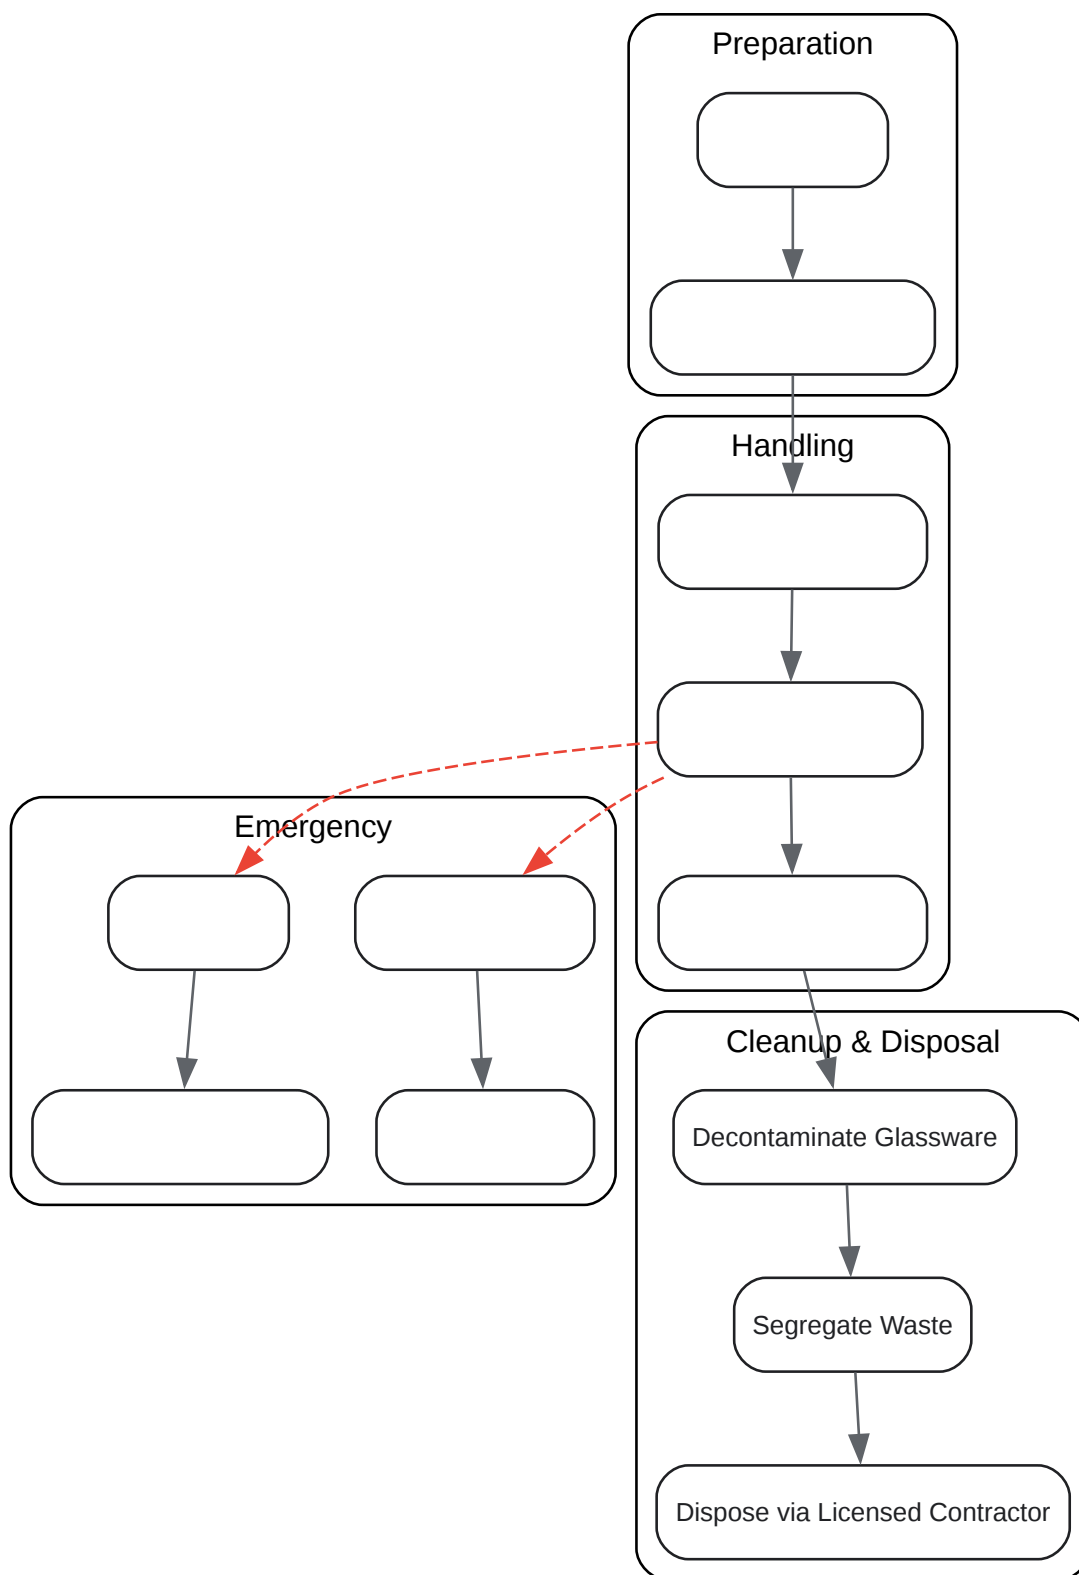 Preparation
Handling
Emergency
Cleanup & Disposal
Decontaminate Glassware
Segregate Waste
Dispose via Licensed Contractor